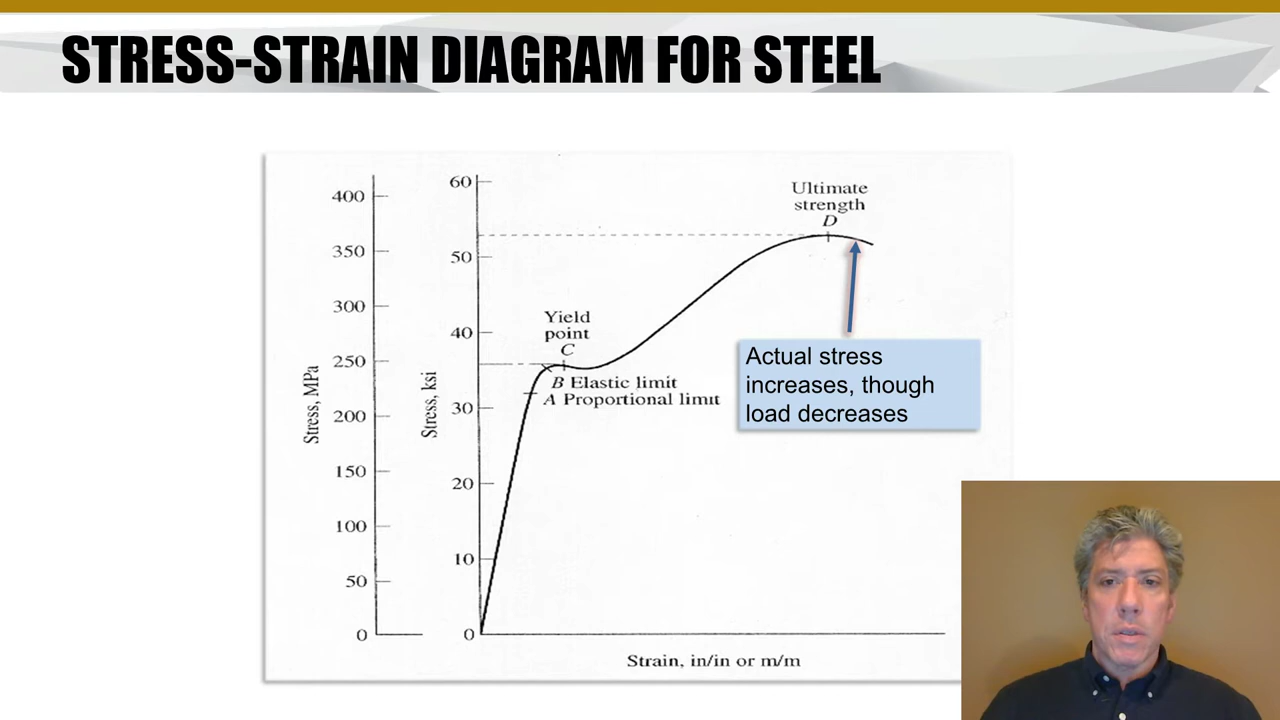 STRESS-STRAIN DIAGRAM FOR STEEL
400
350
300
250
200
150
100
50
0
Stress, MPa
60
50
40
30
20
10
0
Stress, ksi
Ultimate
strength
D
Yield
point
C
B Elastic limit
A Proportional limit
Actual stress
increases, though
load decreases
Strain, in/in or m/m